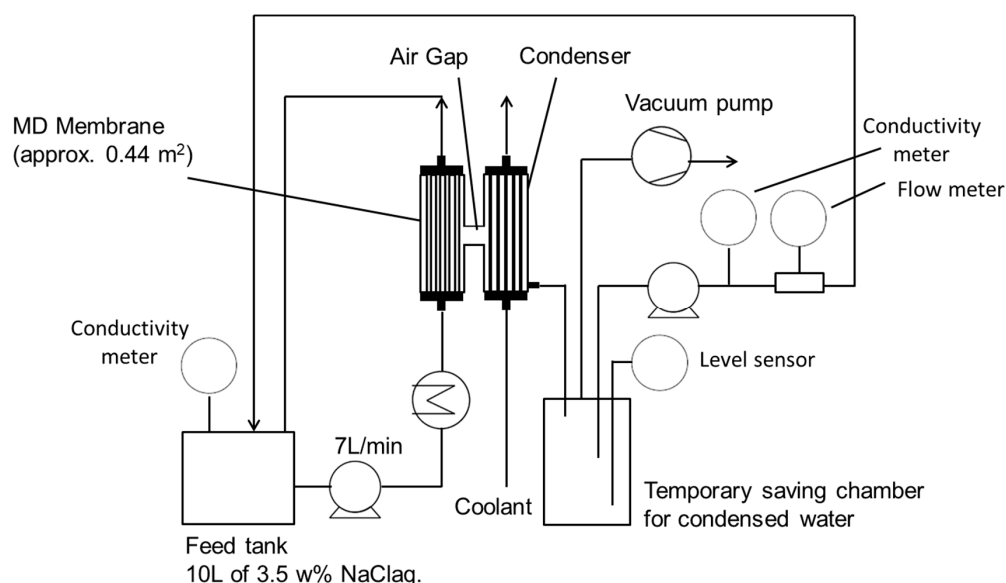 Air Gap
Condenser
Vacuum pump
MD Membrane
(approx. 0.44 m²)
Conductivity
meter
Flow meter
Conductivity
meter
Level sensor
7L/min
Coolant
Temporary saving chamber
for condensed water
Feed tank
10L of 3.5 w% NaClaq.